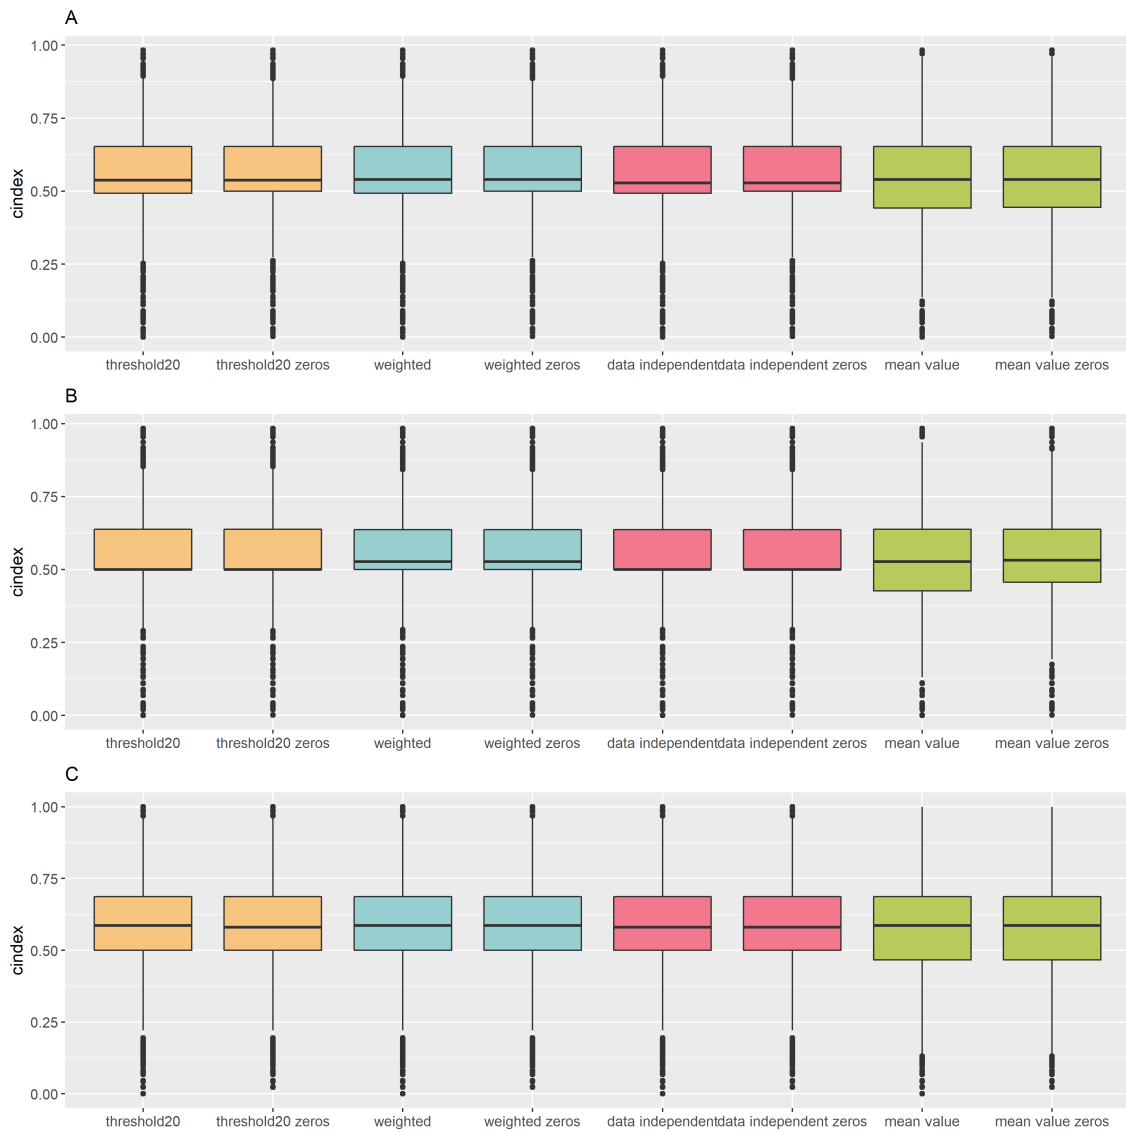 A
cindex
1.00
0.75
0.50
0.25
0.00
threshold20 threshold20 zeros weighted weighted zeros data independent data independent zeros mean value mean value zeros
B
cindex
1.00
0.75
0.50
0.25
0.00
threshold20 threshold20 zeros weighted weighted zeros data independent data independent zeros mean value mean value zeros
C
cindex
1.00
0.75
0.50
0.25
0.00
threshold20 threshold20 zeros weighted weighted zeros data independent data independent zeros mean value mean value zeros